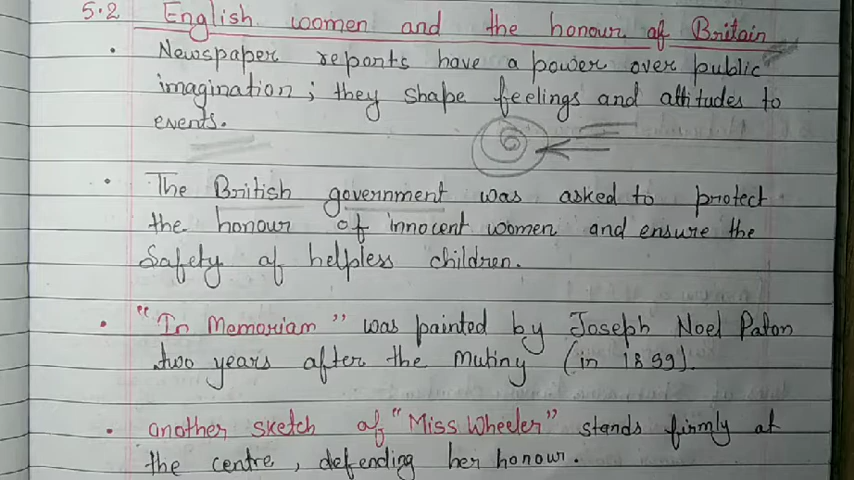 5.2 English women and the honour of Britain
• Newspaper reports have a power over public
imagination; they shape feelings and attitudes to
events.
6
• The British government was asked to protect
the honour of innocent women and ensure the
Safety of helpless children.
• "In Memoriam" was painted by Joseph Noel Paton
two years after the Mutiny (in 1859).
• another sketch of "Miss Wheeler" stands firmly at
the centre, defending her honour.